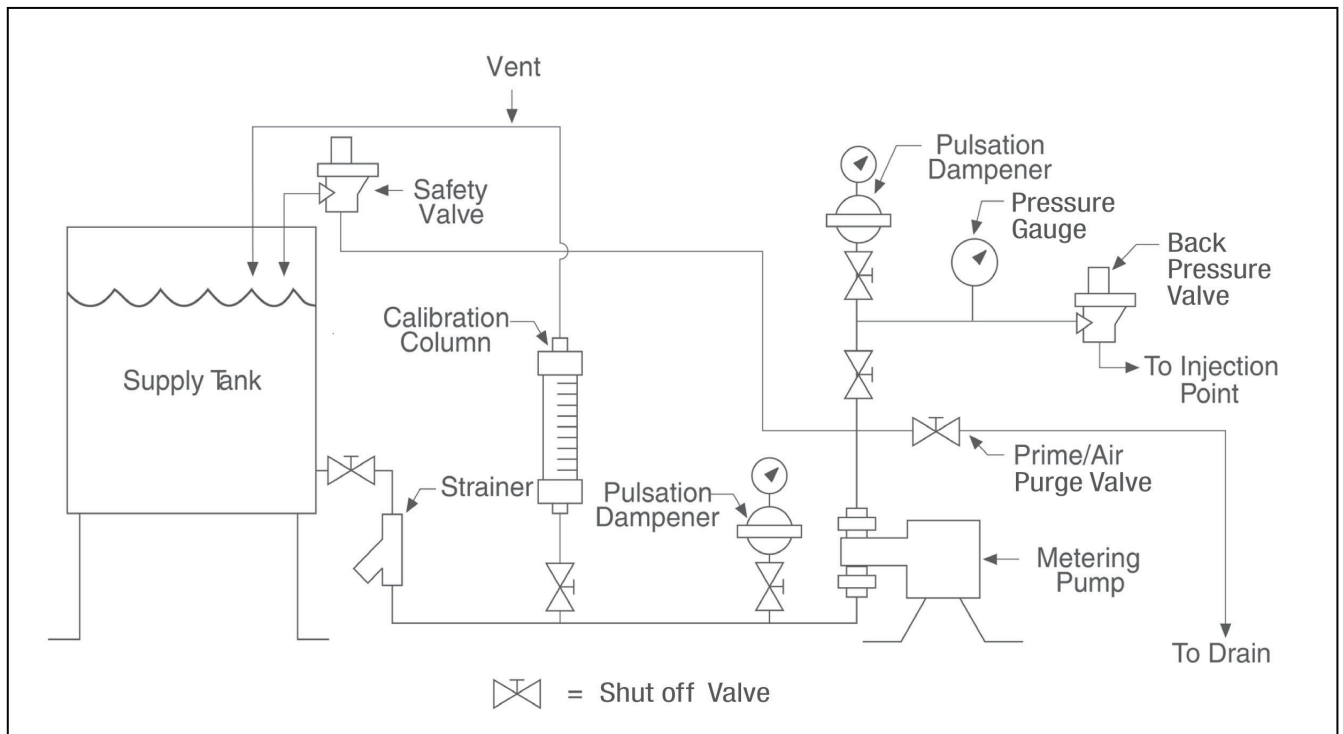 Vent
Pulsation
Dampener
Safety
Valve
Pressure
Gauge
Back
Pressure
Valve
Calibration
Column
Supply Tank
To Injection
Point
Strainer
Pulsation
Dampener
Prime/Air
Purge Valve
Metering
Pump
To Drain
= Shut off Valve